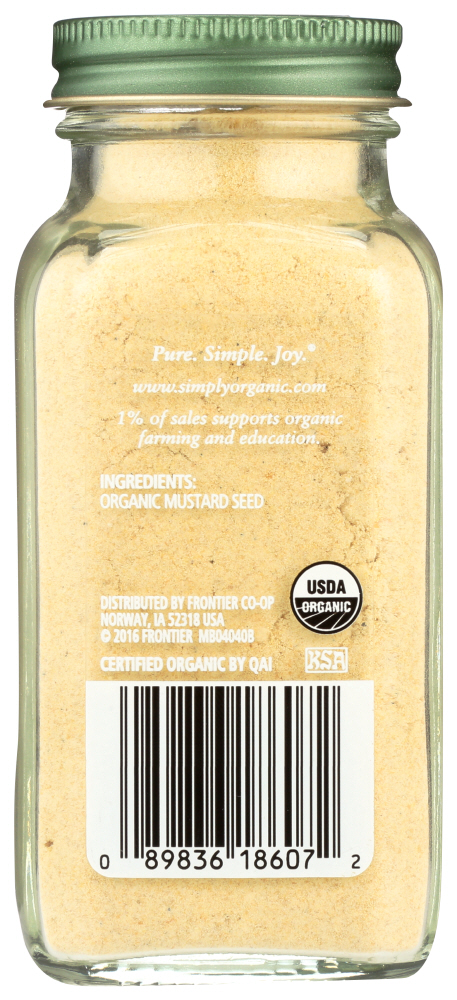 Pure. Simple. Joy.®
www.simplyorganic.com
1% of sales supports organic
farming and education.
INGREDIENTS:
ORGANIC MUSTARD SEED
USDA
ORGANIC
DISTRIBUTED BY FRONTIER CO-OP
NORWAY, IA 52318 USA
© 2016 FRONTIER MB04040B
CERTIFIED ORGANIC BY QAI
KSA
0 89836 18607 2